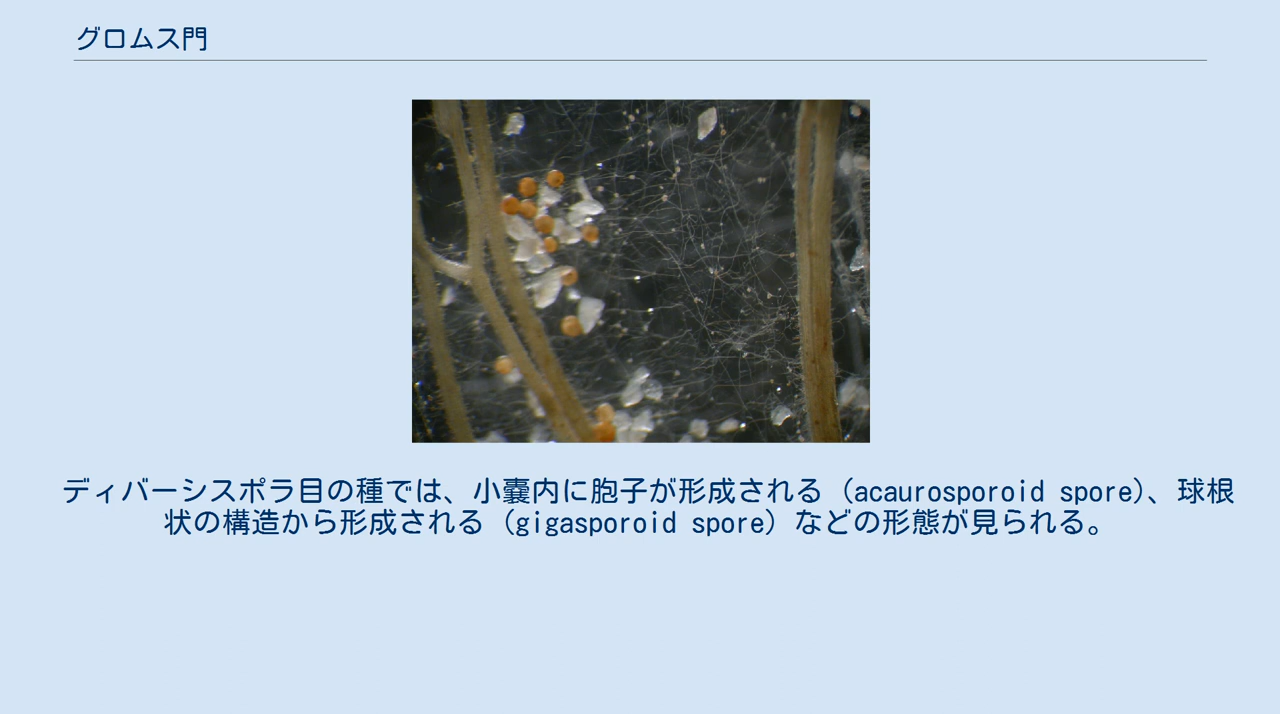 グロムス門
ディバーシスポラ目の種では、小嚢内に胞子が形成される（acaurosporoid spore）、球根
状の構造から形成される（gigasporoid spore）などの形態が見られる。